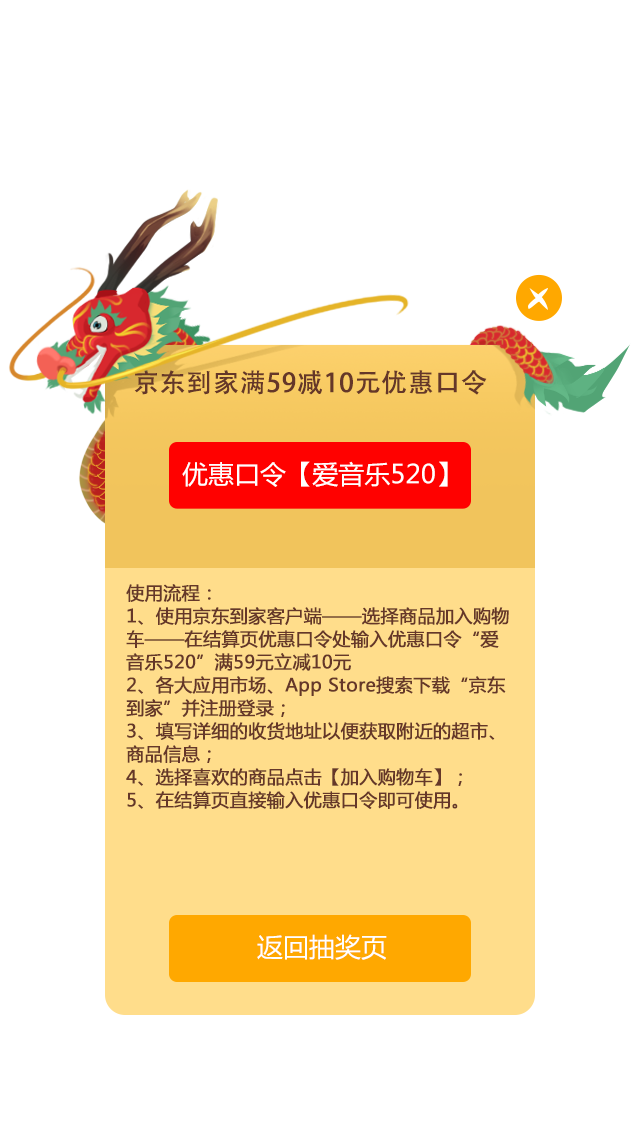 京东到家满59减10元优惠口令
优惠口令【爱音乐520】
使用流程：
1、使用京东到家客户端——选择商品加入购物
车——在结算页优惠口令处输入优惠口令“爱
音乐520”满59元立减10元
2、各大应用市场、App Store搜索下载“京东
到家”并注册登录；
3、填写详细的收货地址以便获取附近的超市、
商品信息；
4、选择喜欢的商品点击【加入购物车】；
5、在结算页直接输入优惠口令即可使用。
返回抽奖页